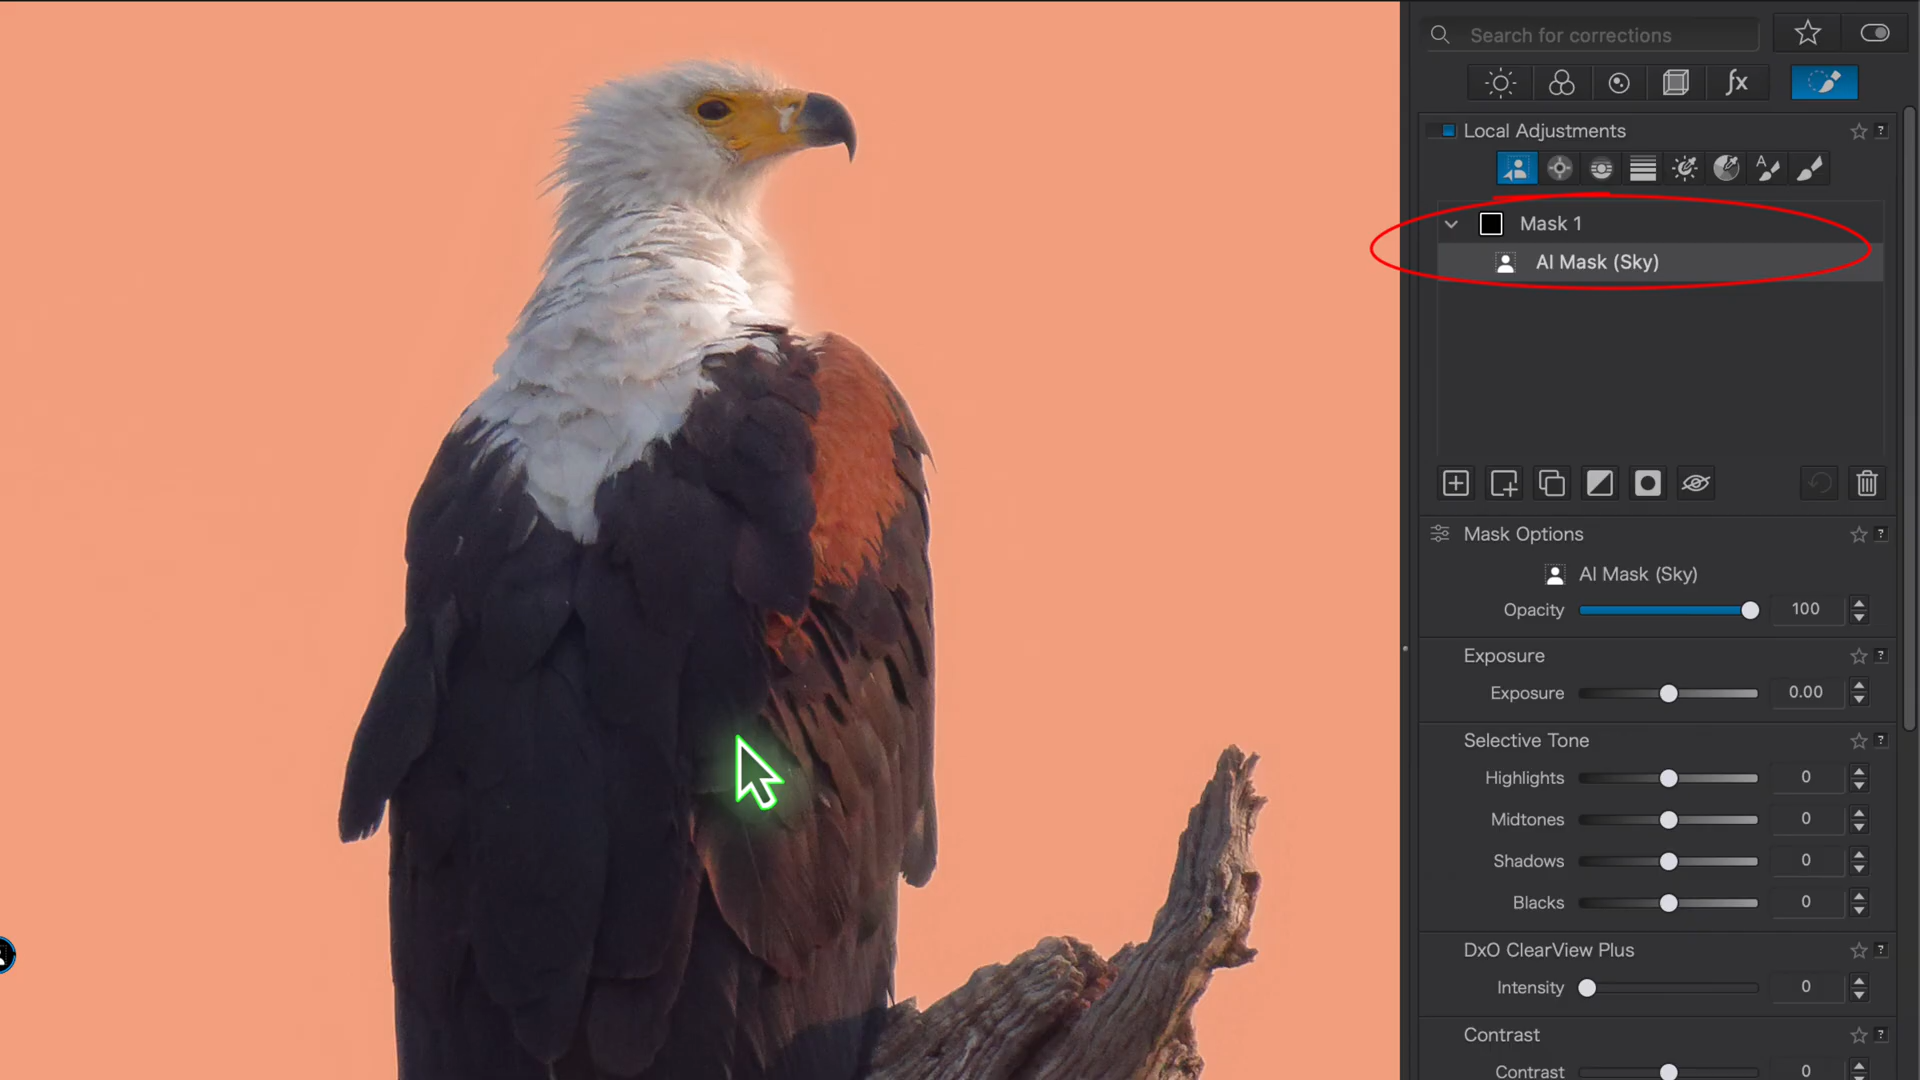 Search for corrections
fx
Local Adjustments
?
A
Mask 1
AI Mask (Sky)
Mask Options
?
AI Mask (Sky)
Opacity 100
Exposure
?
Exposure 0.00
Selective Tone
?
Highlights 0
Midtones 0
Shadows 0
Blacks 0
DxO ClearView Plus
?
Intensity 0
Contrast
?
Contrast 0